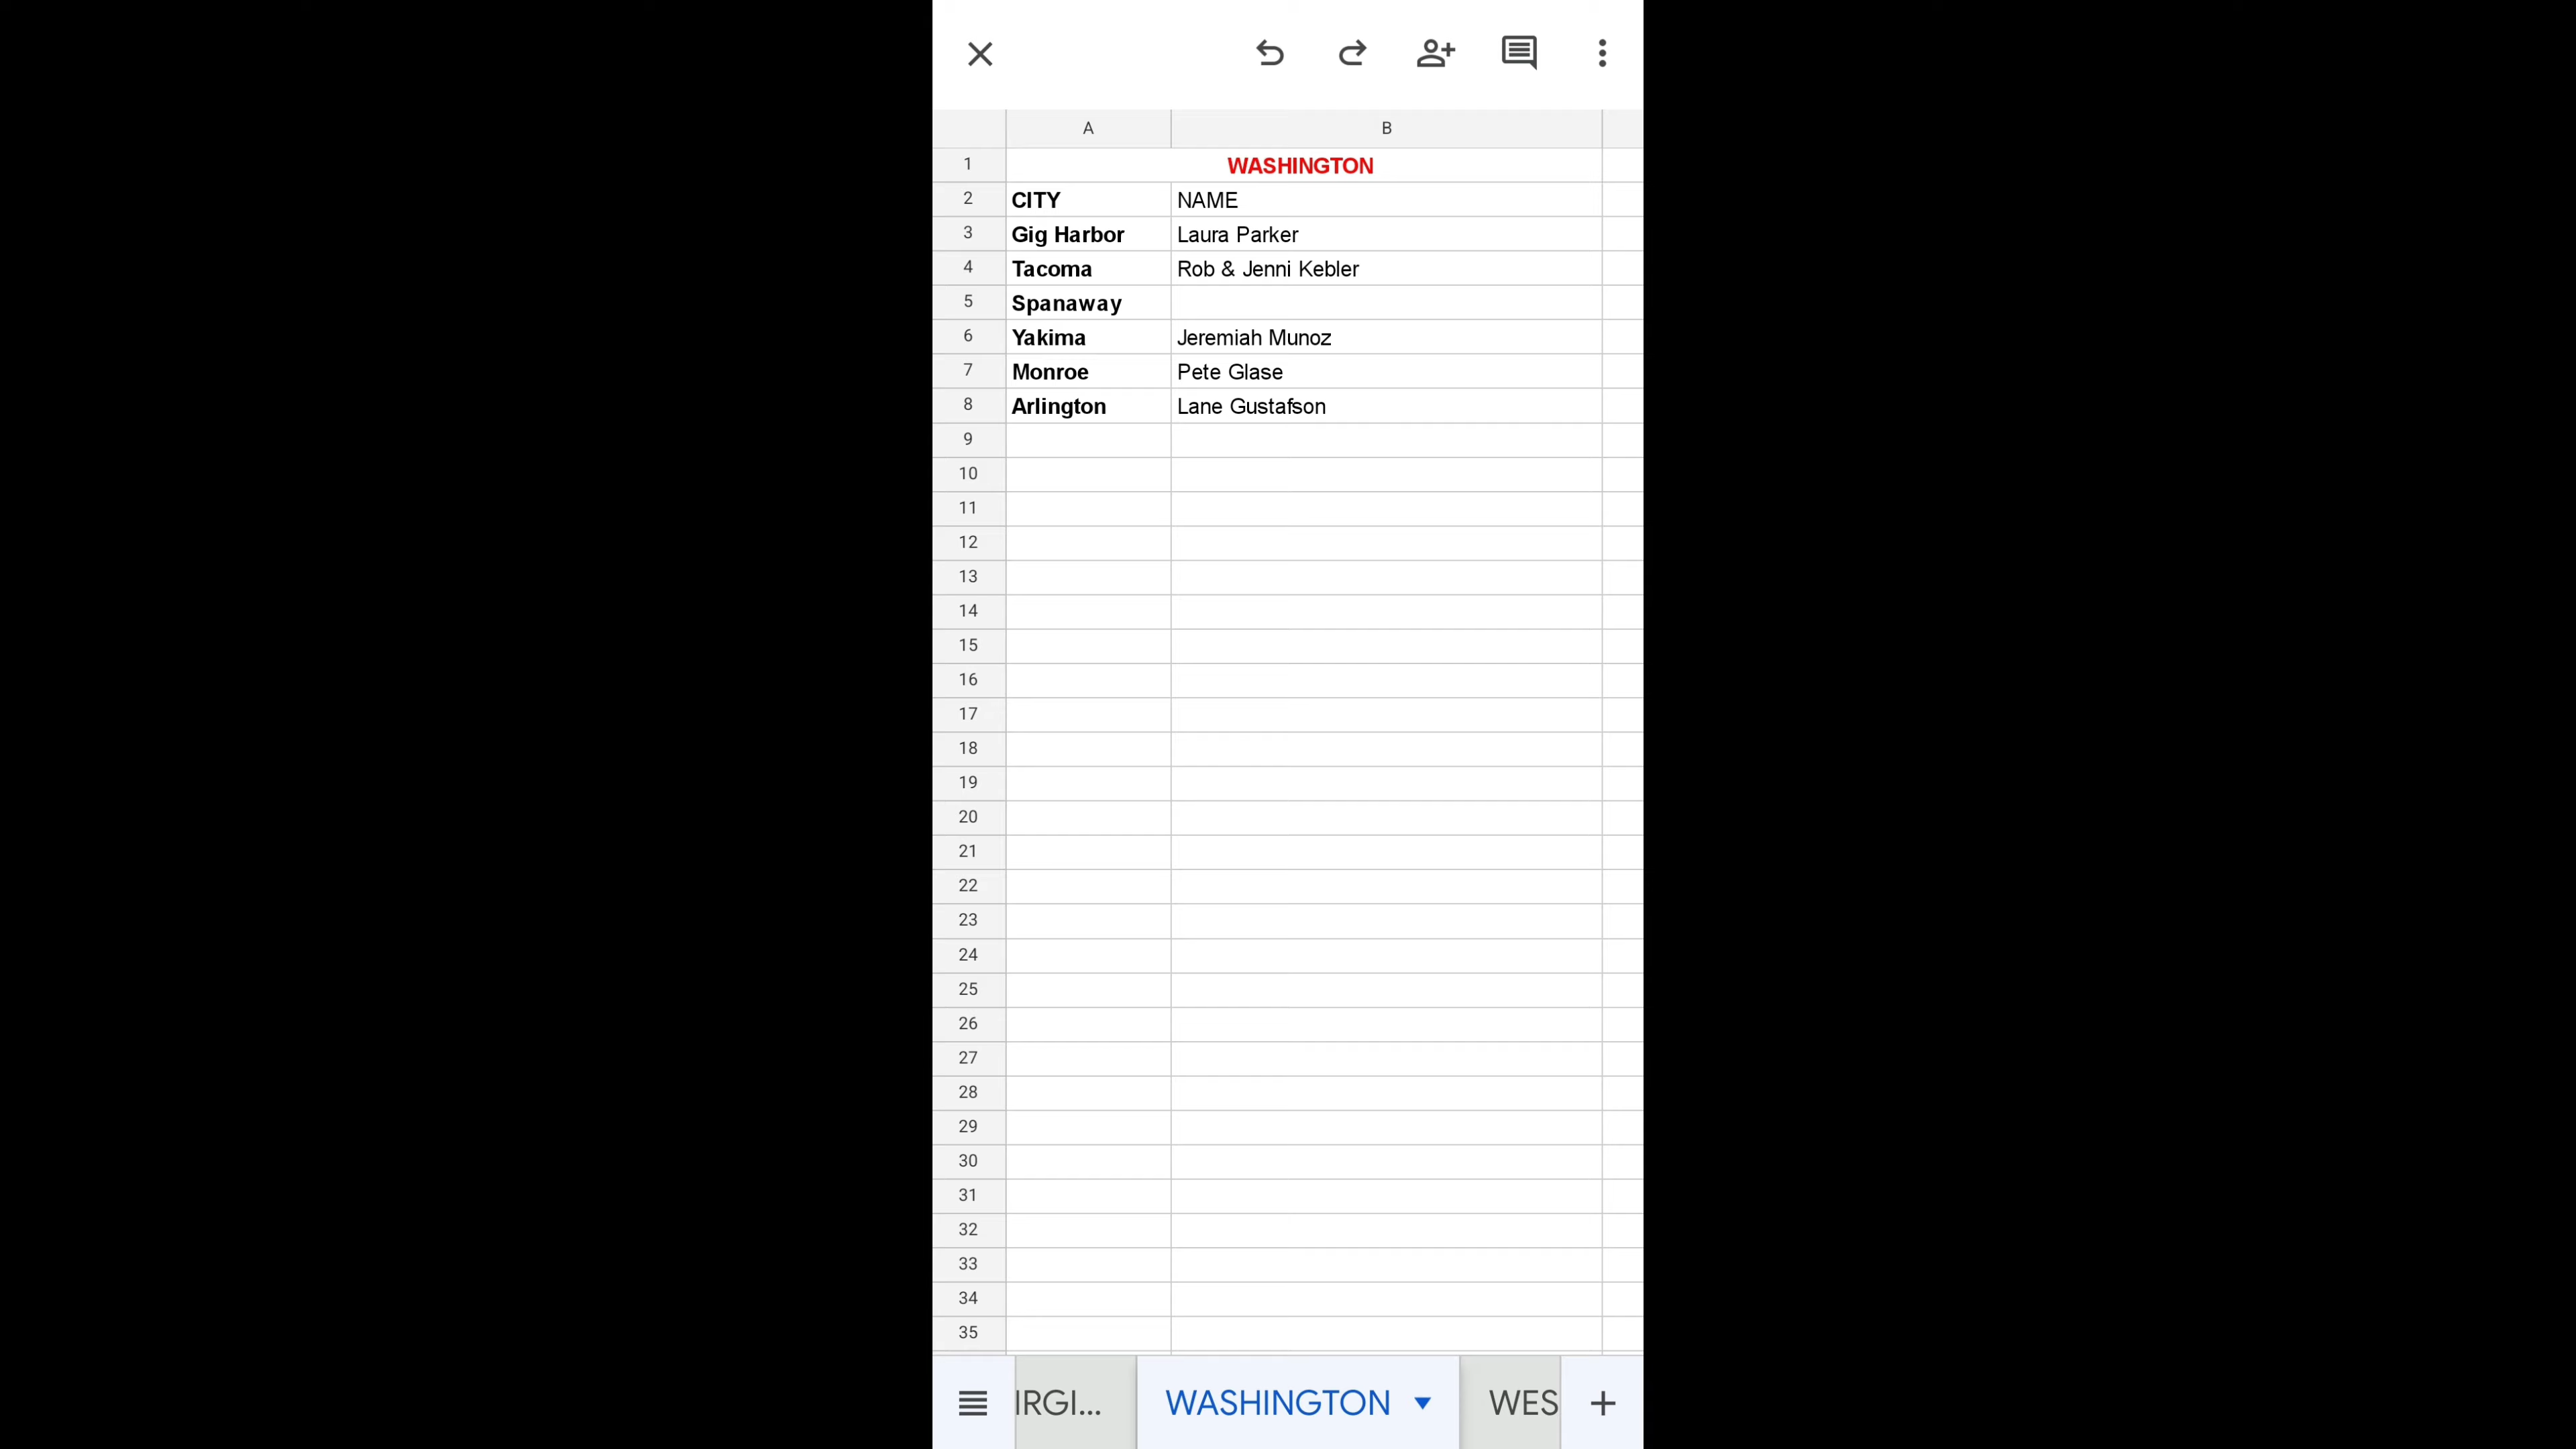 A B
1 WASHINGTON
2 CITY NAME
3 Gig Harbor Laura Parker
4 Tacoma Rob & Jenni Kebler
5 Spanaway
6 Yakima Jeremiah Munoz
7 Monroe Pete Glase
8 Arlington Lane Gustafson
9
10
11
12
13
14
15
16
17
18
19
20
21
22
23
24
25
26
27
28
29
30
31
32
33
34
35
IRGI... WASHINGTON WES